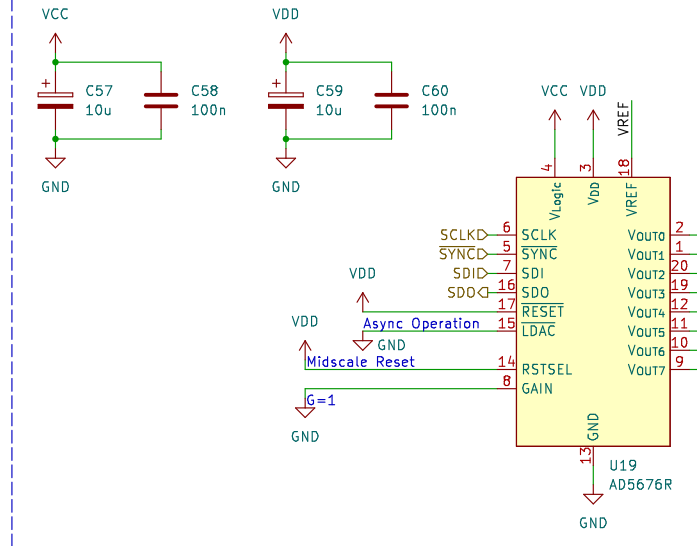 VCC
VDD
+
C57
10u
C58
100n
+
C59
10u
C60
100n
GND
GND
VCC
VDD
VREF
4
3
18
VLogic
VDD
VREF
SCLK
6
SCLK
VOUT0
2
SYNC
5
SYNC
VOUT1
1
SDI
7
SDI
VOUT2
20
SDO
16
SDO
VOUT3
19
VDD
17
RESET
VOUT4
12
Async Operation
15
LDAC
VOUT5
11
VDD
GND
VOUT6
10
Midscale Reset
14
RSTSEL
VOUT7
9
8
GAIN
G=1
GND
GND
13
U19
AD5676R
GND